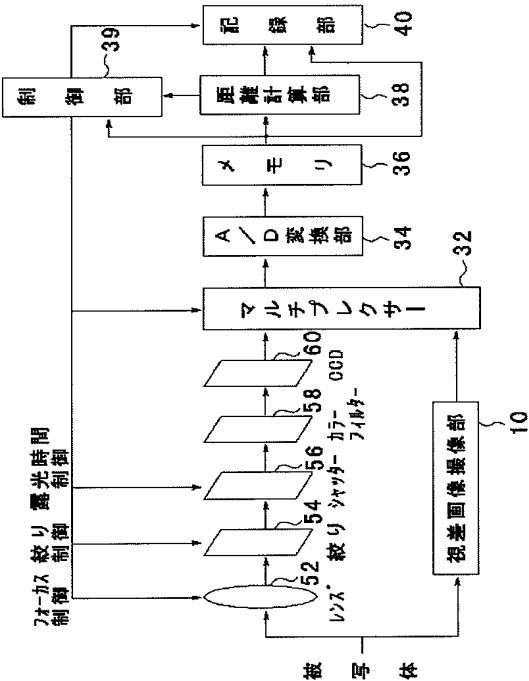 被写体
フォーカス
制御
絞り
制御
露光時間
制御
レンズ
52
絞り
54
シャッター
56
カラー
フィルター
58
CCD
60
視差画像撮像部
10
マルチプレクサー
32
A/D変換部
34
メモリ
36
距離計算部
38
制御部
39
記録部
40